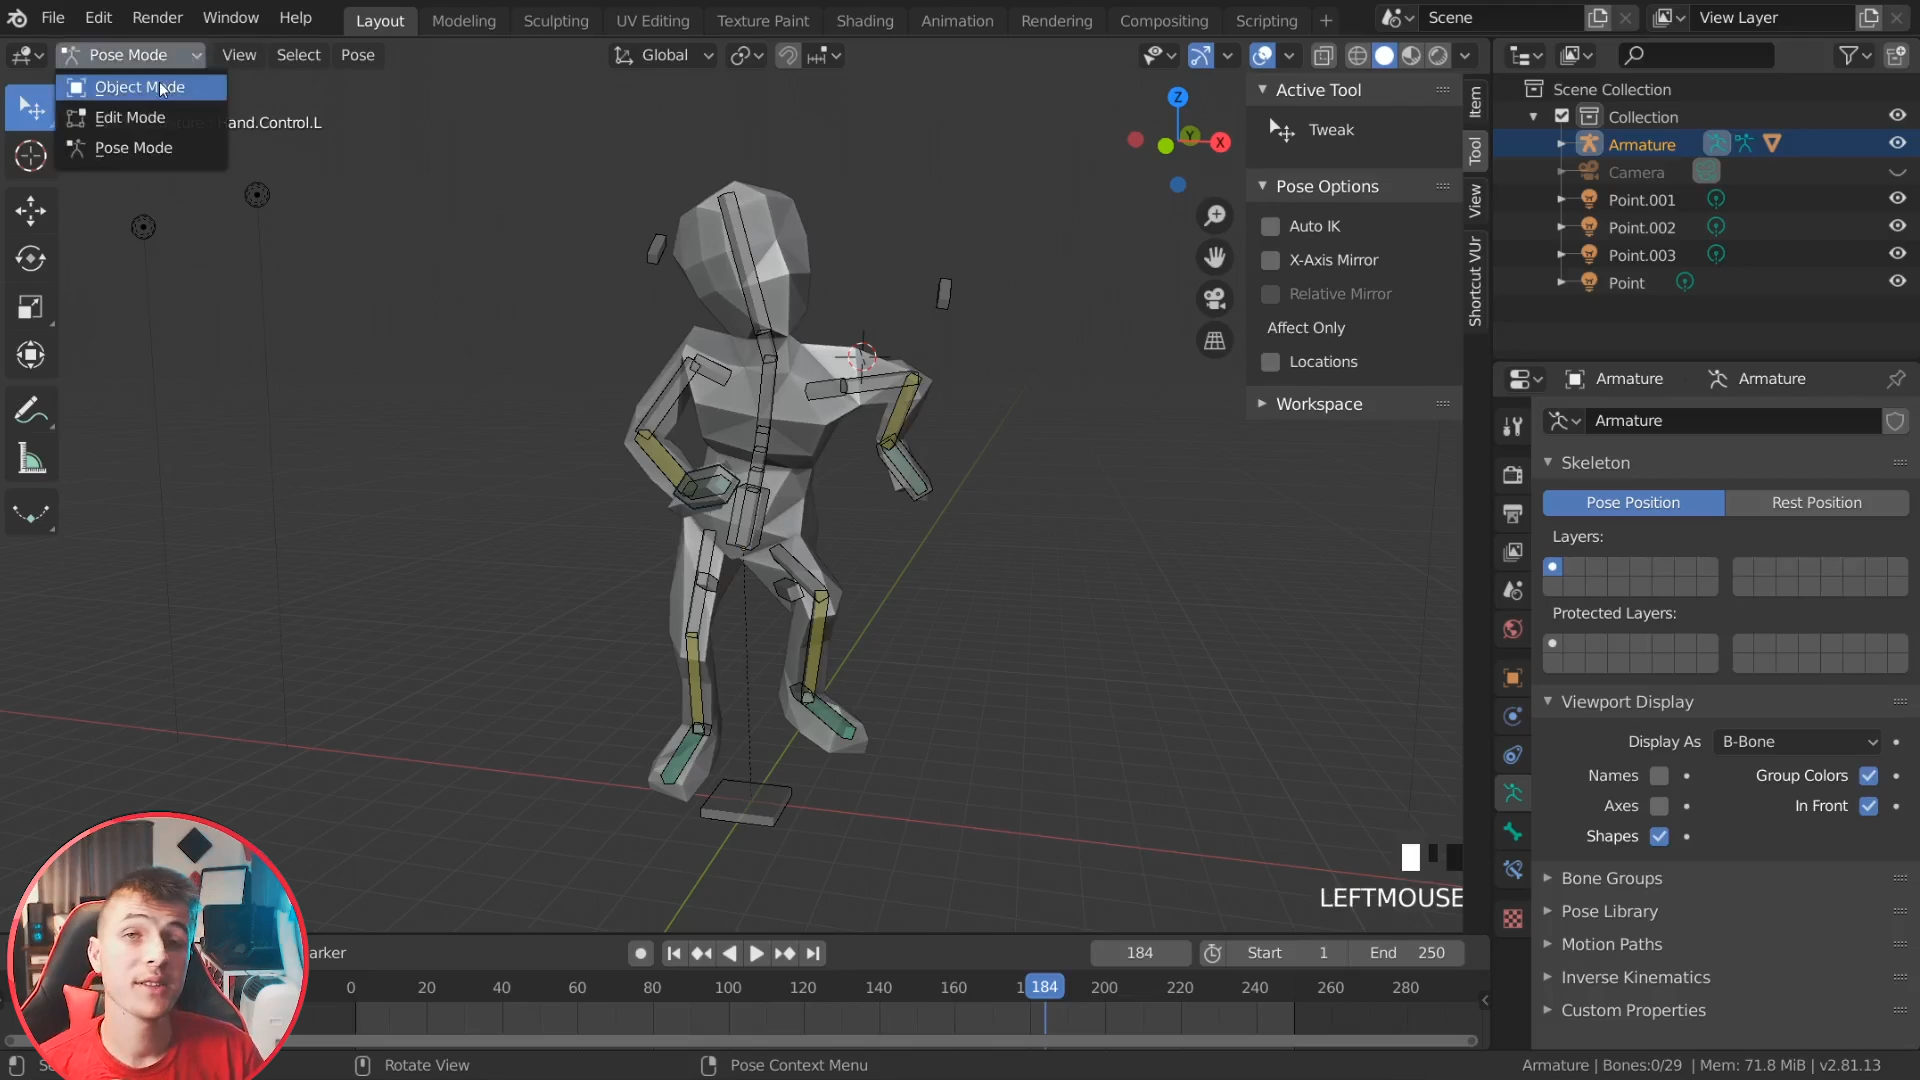 File Edit Render Window Help
Layout Modeling Sculpting UV Editing Texture Paint Shading Animation Rendering Compositing Scripting +
Scene
View Layer
Pose Mode
View Select Pose
Global
Object Mode
Edit Mode
Pose Mode
Hand.Control.L
Z
Y
X
Active Tool
Tweak
Pose Options
Auto IK
X-Axis Mirror
Relative Mirror
Affect Only
Locations
Workspace
Item
Tool
View
Shortcut VUr
Scene Collection
Collection
Armature
Camera
Point.001
Point.002
Point.003
Point
Armature Armature
Armature
Skeleton
Pose Position Rest Position
Layers:
Protected Layers:
Viewport Display
Display As B-Bone
Names Group Colors
Axes In Front
Shapes
Bone Groups
Pose Library
Motion Paths
Inverse Kinematics
Custom Properties
LEFTMOUSE
arker
184
Start 1
End 250
0 20 40 60 80 100 120 140 160 1 184 200 220 240 260 280
Rotate View
Pose Context Menu
Armature | Bones:0/29 | Mem: 71.8 MiB | v2.81.13